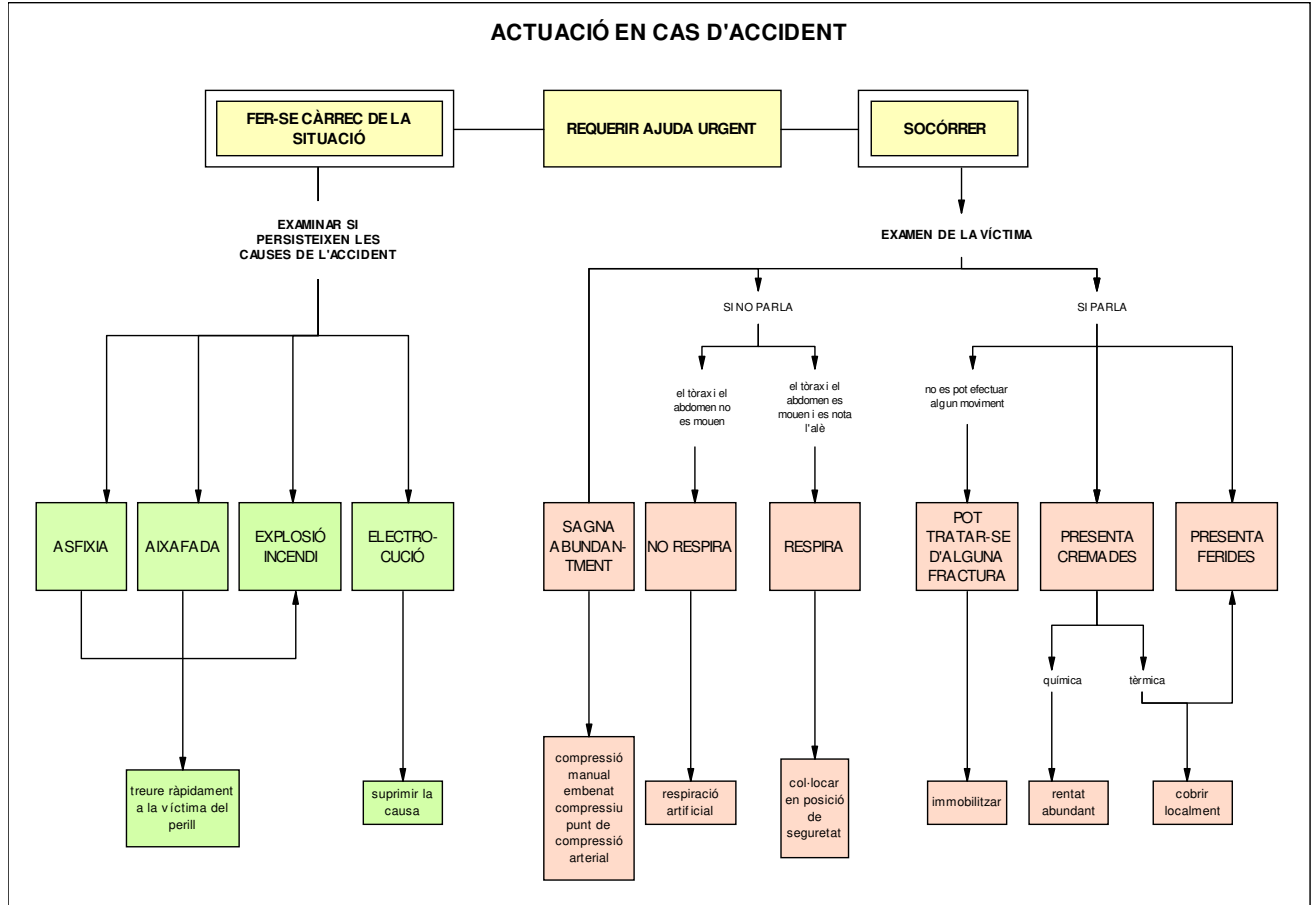 ACTUACIÓ EN CAS D'ACCIDENT
FER-SE CÀRREC DE LA
SITUACIÓ
REQUERIR AJUDA URGENT
SOCÓRRER
EXAMINAR SI
PERSISTEIXEN LES
CAUSES DE L'ACCIDENT
EXAMEN DE LA VÍCTIMA
SI NO PARLA
SI PARLA
el tòrax i el
abdomen no
es mouen
el tòrax i el
abdomen es
mouen i es nota
l'alè
no es pot efectuar
algun moviment
ASFIXIA
AIXAFADA
EXPLOSIÓ
INCENDI
ELECTRO-
CUCIÓ
SAGNA
ABUNDAN-
TMENT
NO RESPIRA
RESPIRA
POT
TRATAR-SE
D'ALGUNA
FRACTURA
PRESENTA
CREMADES
PRESENTA
FERIDES
química
tèrmica
treure ràpidament
a la víctima del
perill
suprimir la
causa
compressió
manual
embenat
compressiu
punt de
compressió
arterial
respiració
artificial
col·locar
en posició
de
seguretat
immobilitzar
rentat
abundant
cobrir
localment